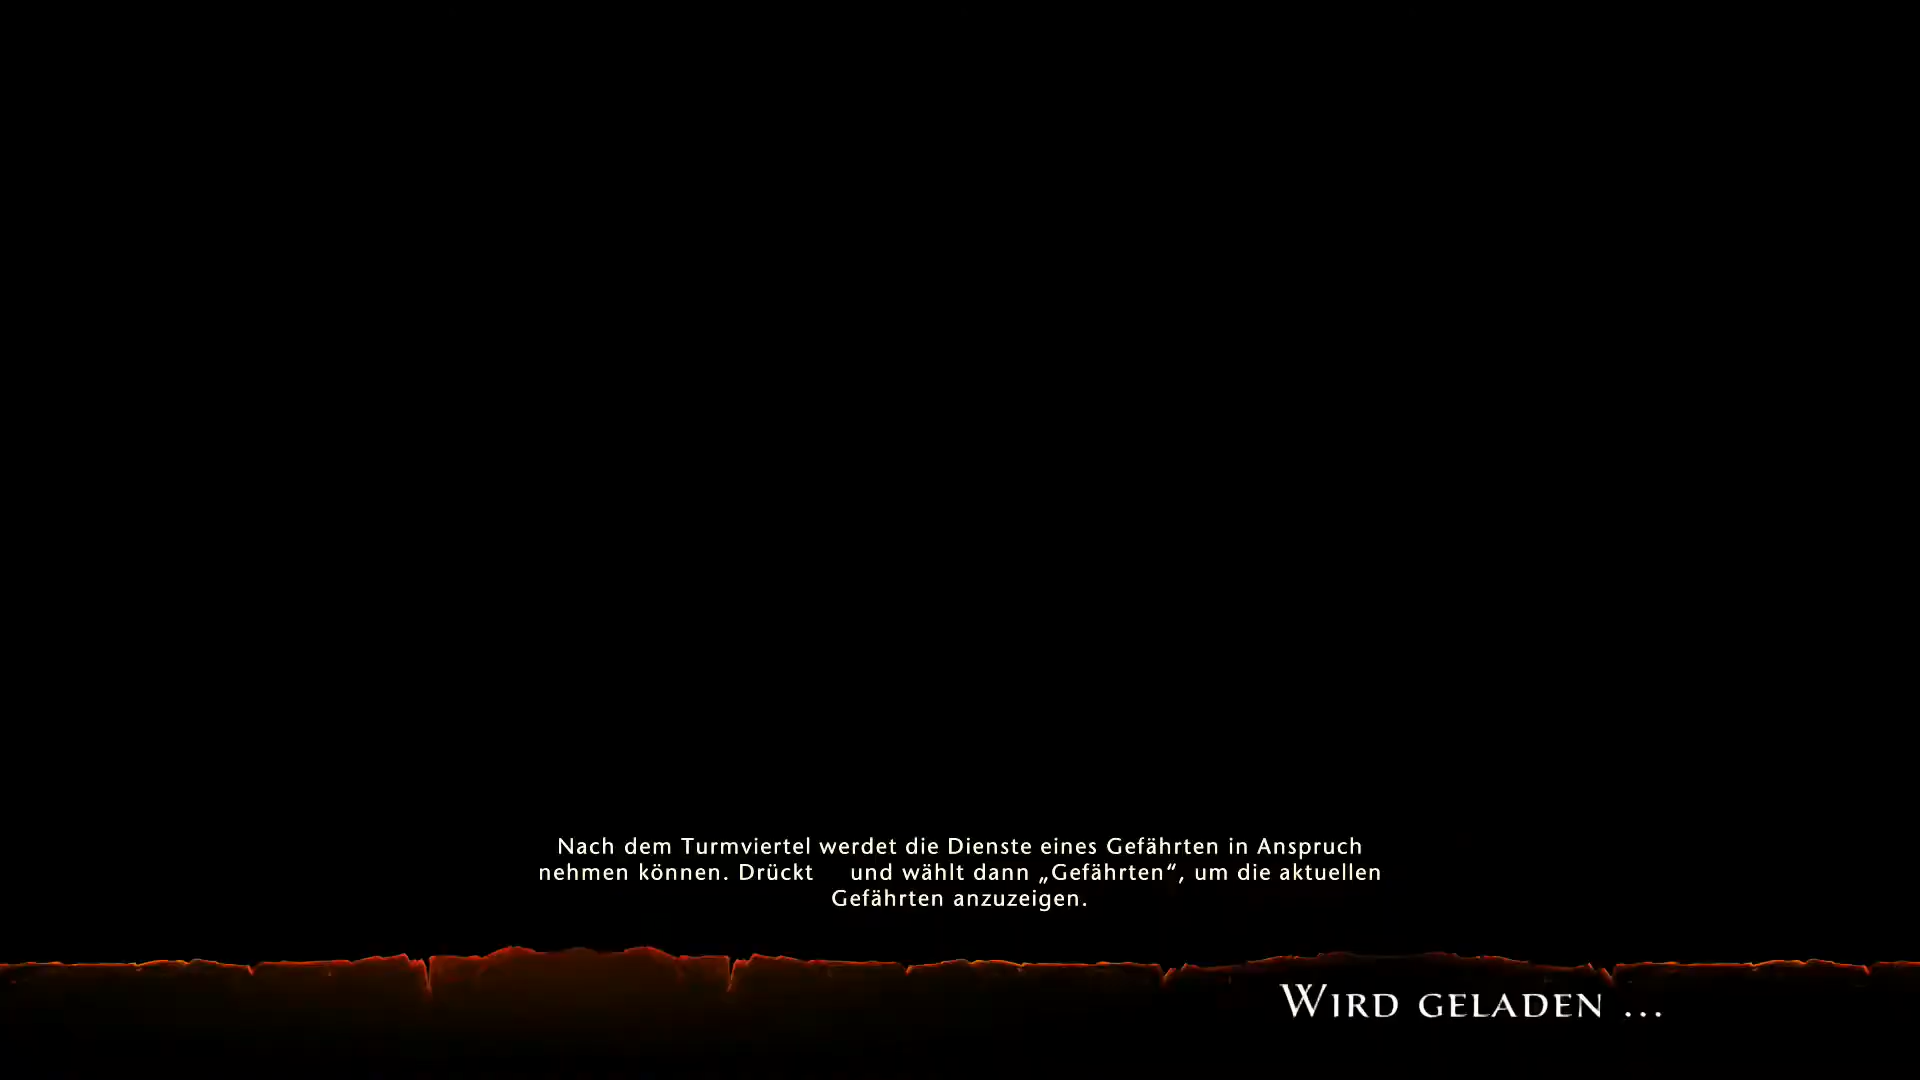 Nach dem Turmviertel werdet die Dienste eines Gefährten in Anspruch
nehmen können. Drückt und wählt dann „Gefährten“, um die aktuellen
Gefährten anzuzeigen.
Wird geladen ...